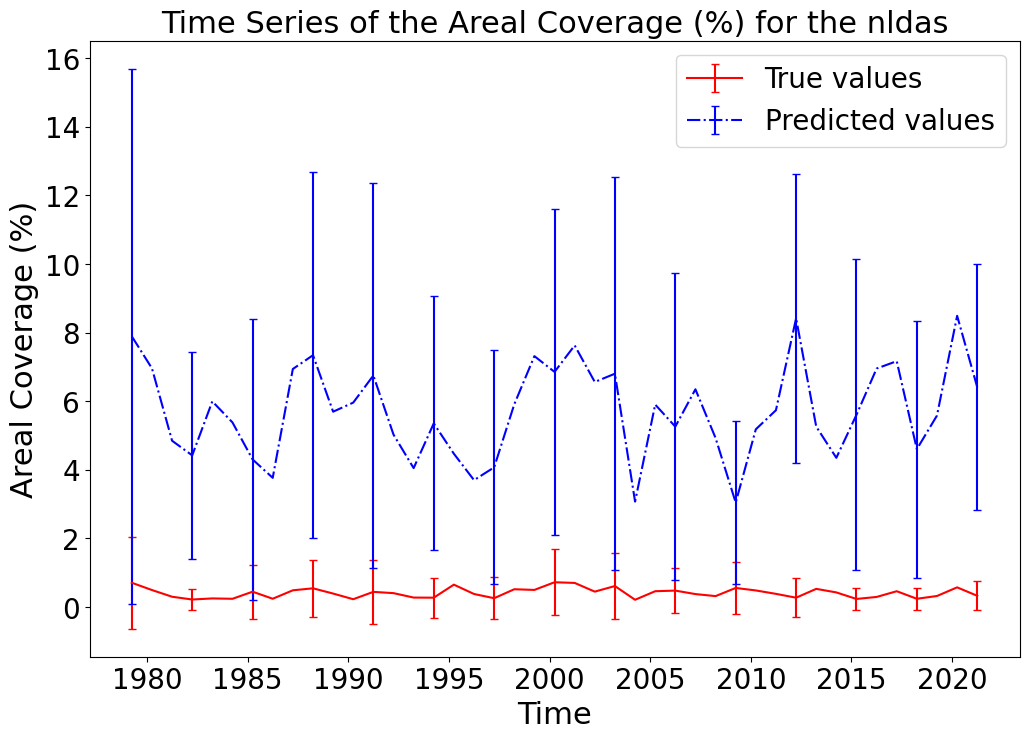 Time Series of the Areal Coverage (%) for the nldas
True values
Predicted values
Areal Coverage (%)
16
14
12
10
8
6
4
2
0
1980 1985 1990 1995 2000 2005 2010 2015 2020
Time